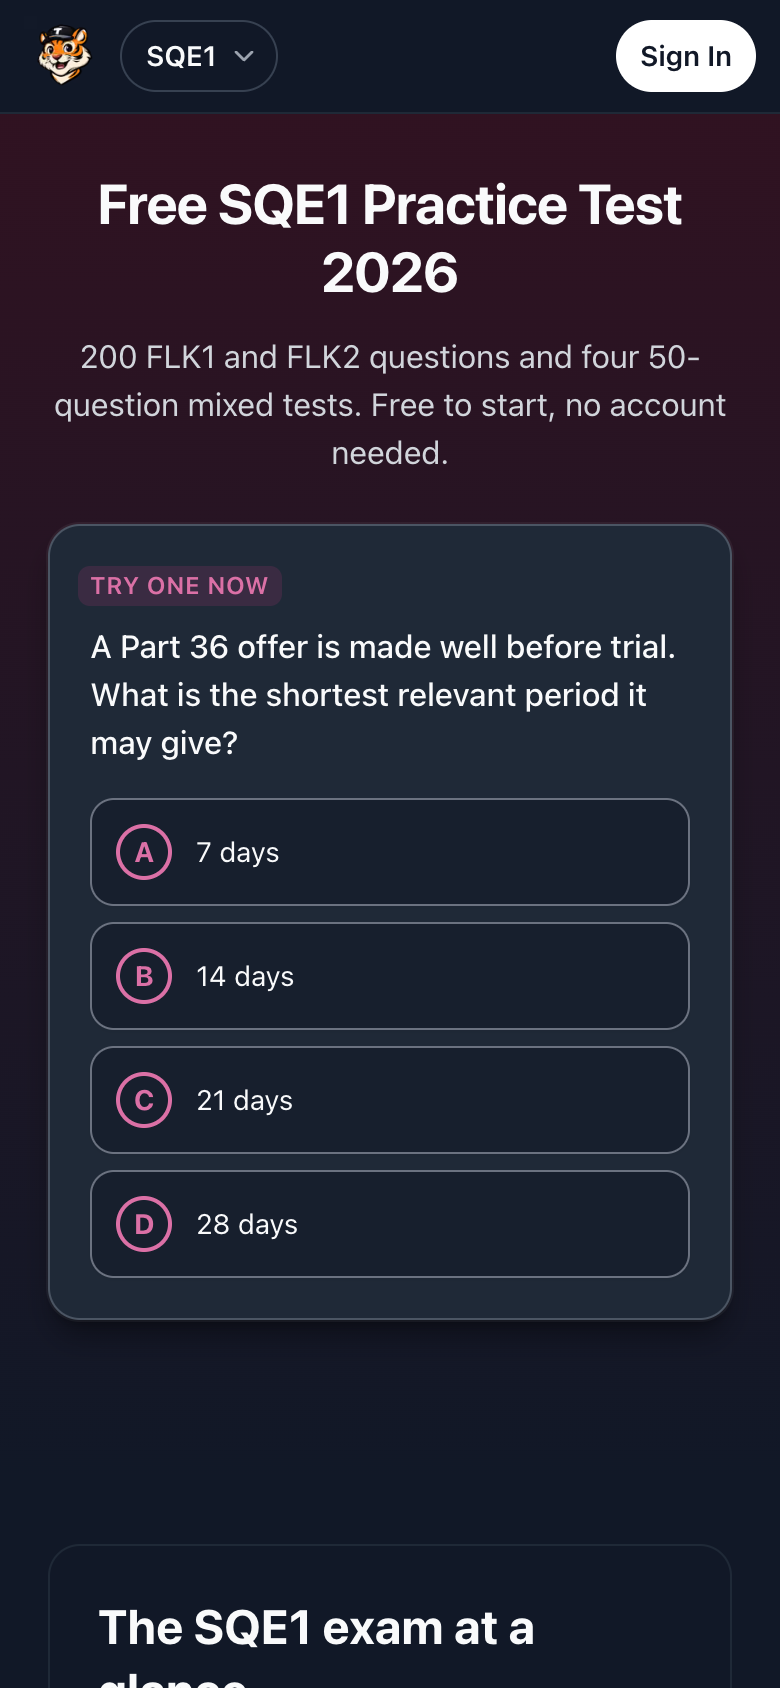 SQE1
Sign In
Free SQE1 Practice Test
2026
200 FLK1 and FLK2 questions and four 50-
question mixed tests. Free to start, no account
needed.
TRY ONE NOW
A Part 36 offer is made well before trial.
What is the shortest relevant period it
may give?
A 7 days
B 14 days
C 21 days
D 28 days
The SQE1 exam at a
glance